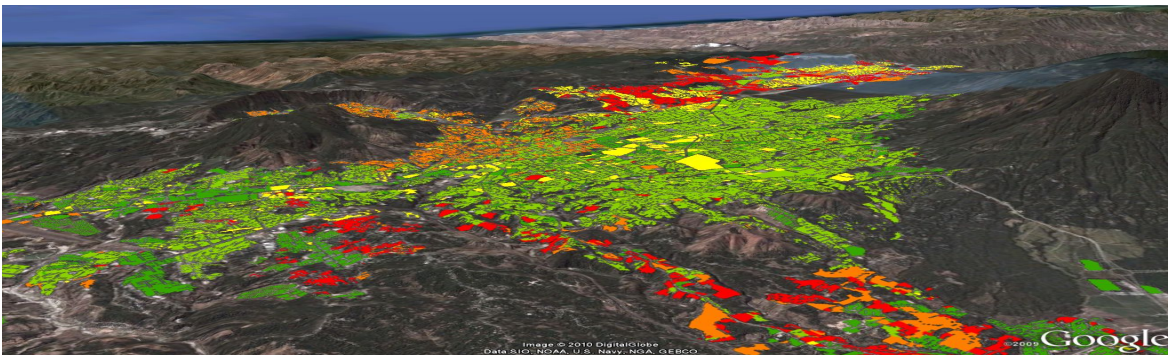 Image © 2010 DigitalGlobe
Data SIO, NOAA, U.S. Navy, NGA, GEBCO
©2009 Google